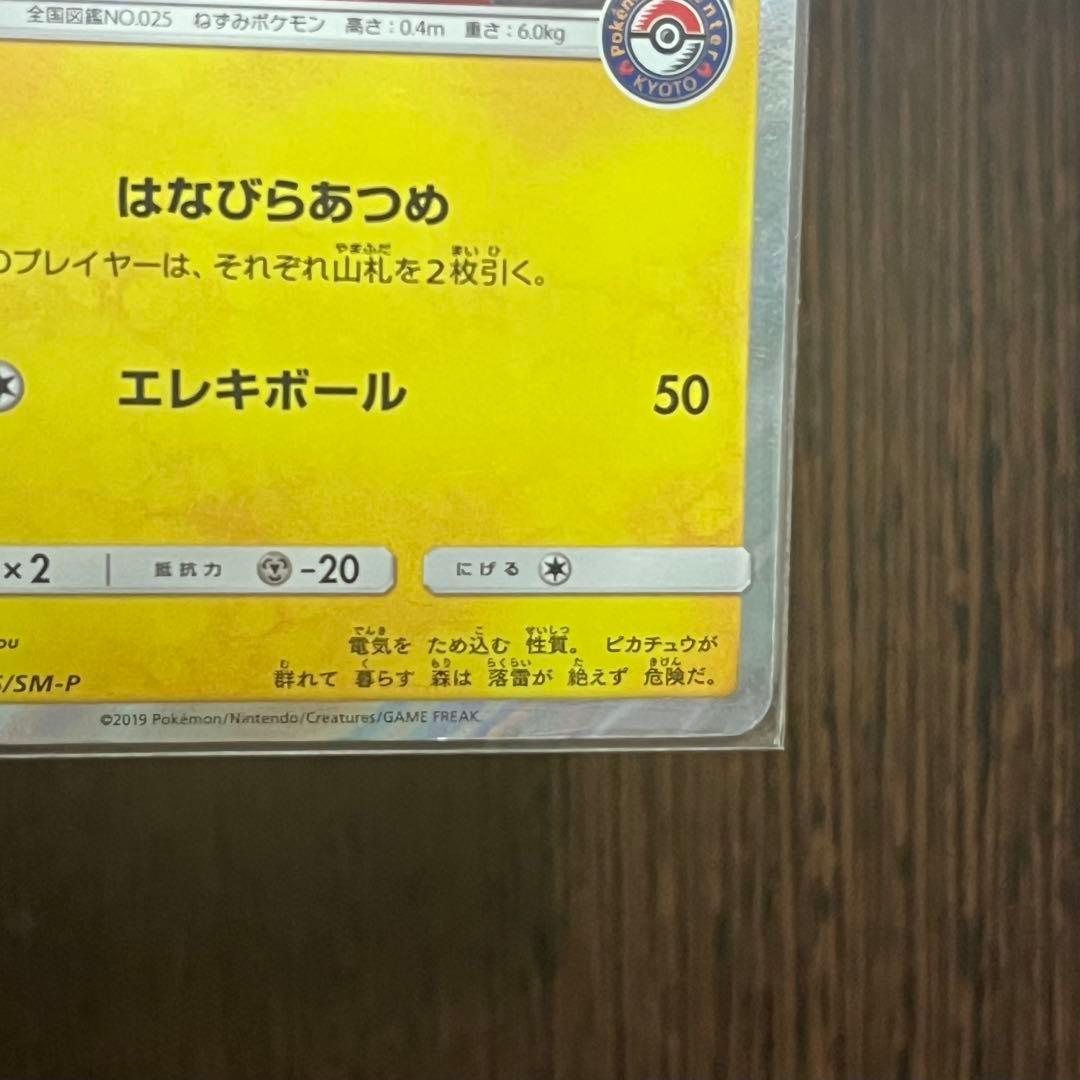 全国図鑑NO.025 ねずみポケモン 高さ:0.4m 重さ:6.0kg
Pokémon Center
KYOTO
はなびらあつめ
のプレイヤーは、それぞれ山札を2枚引く。
エレキボール 50
×2 抵抗力 -20 にげる
電気を ため込む 性質。 ピカチュウが
群れて 暮らす 森は 落雷が 絶えず 危険だ。
/SM-P
©2019 Pokémon/Nintendo/Creatures/GAME FREAK